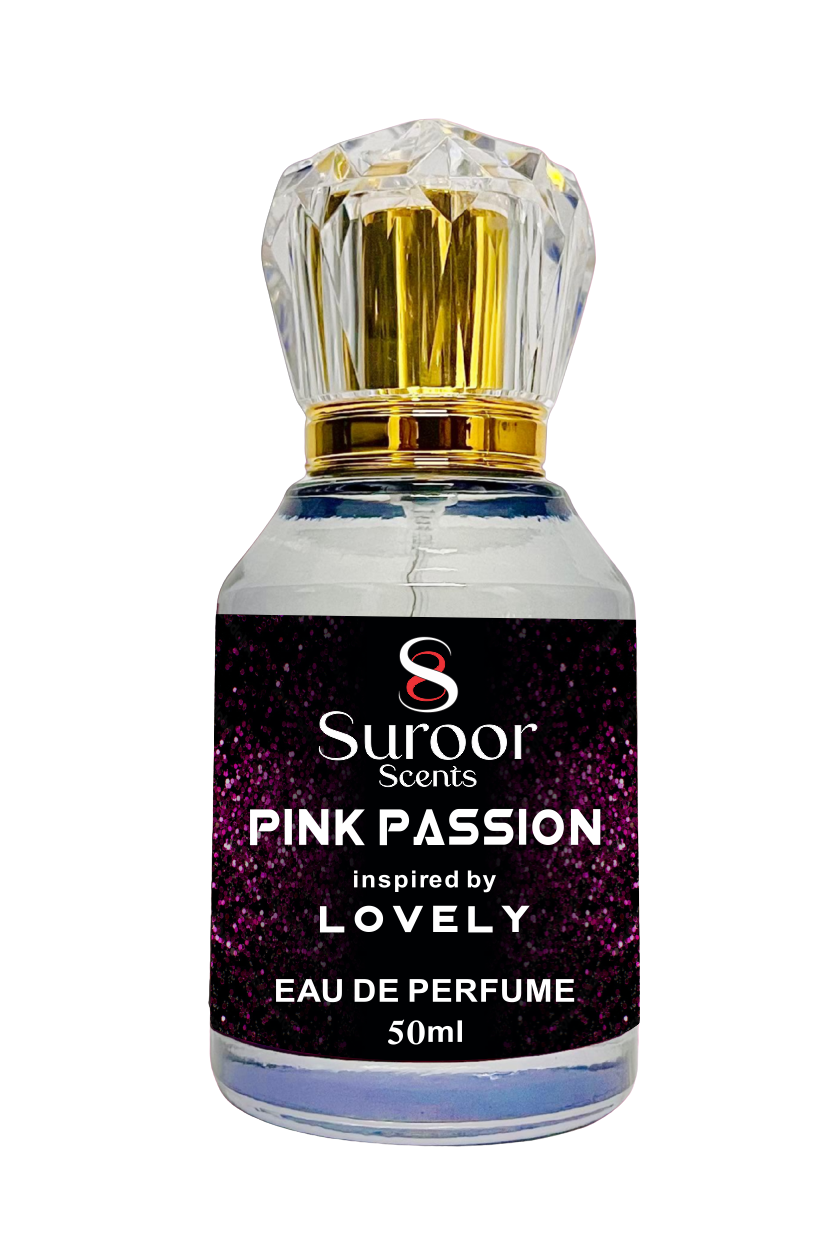 Suroor
Scents
PINK PASSION
inspired by
LOVELY
EAU DE PERFUME
50ml